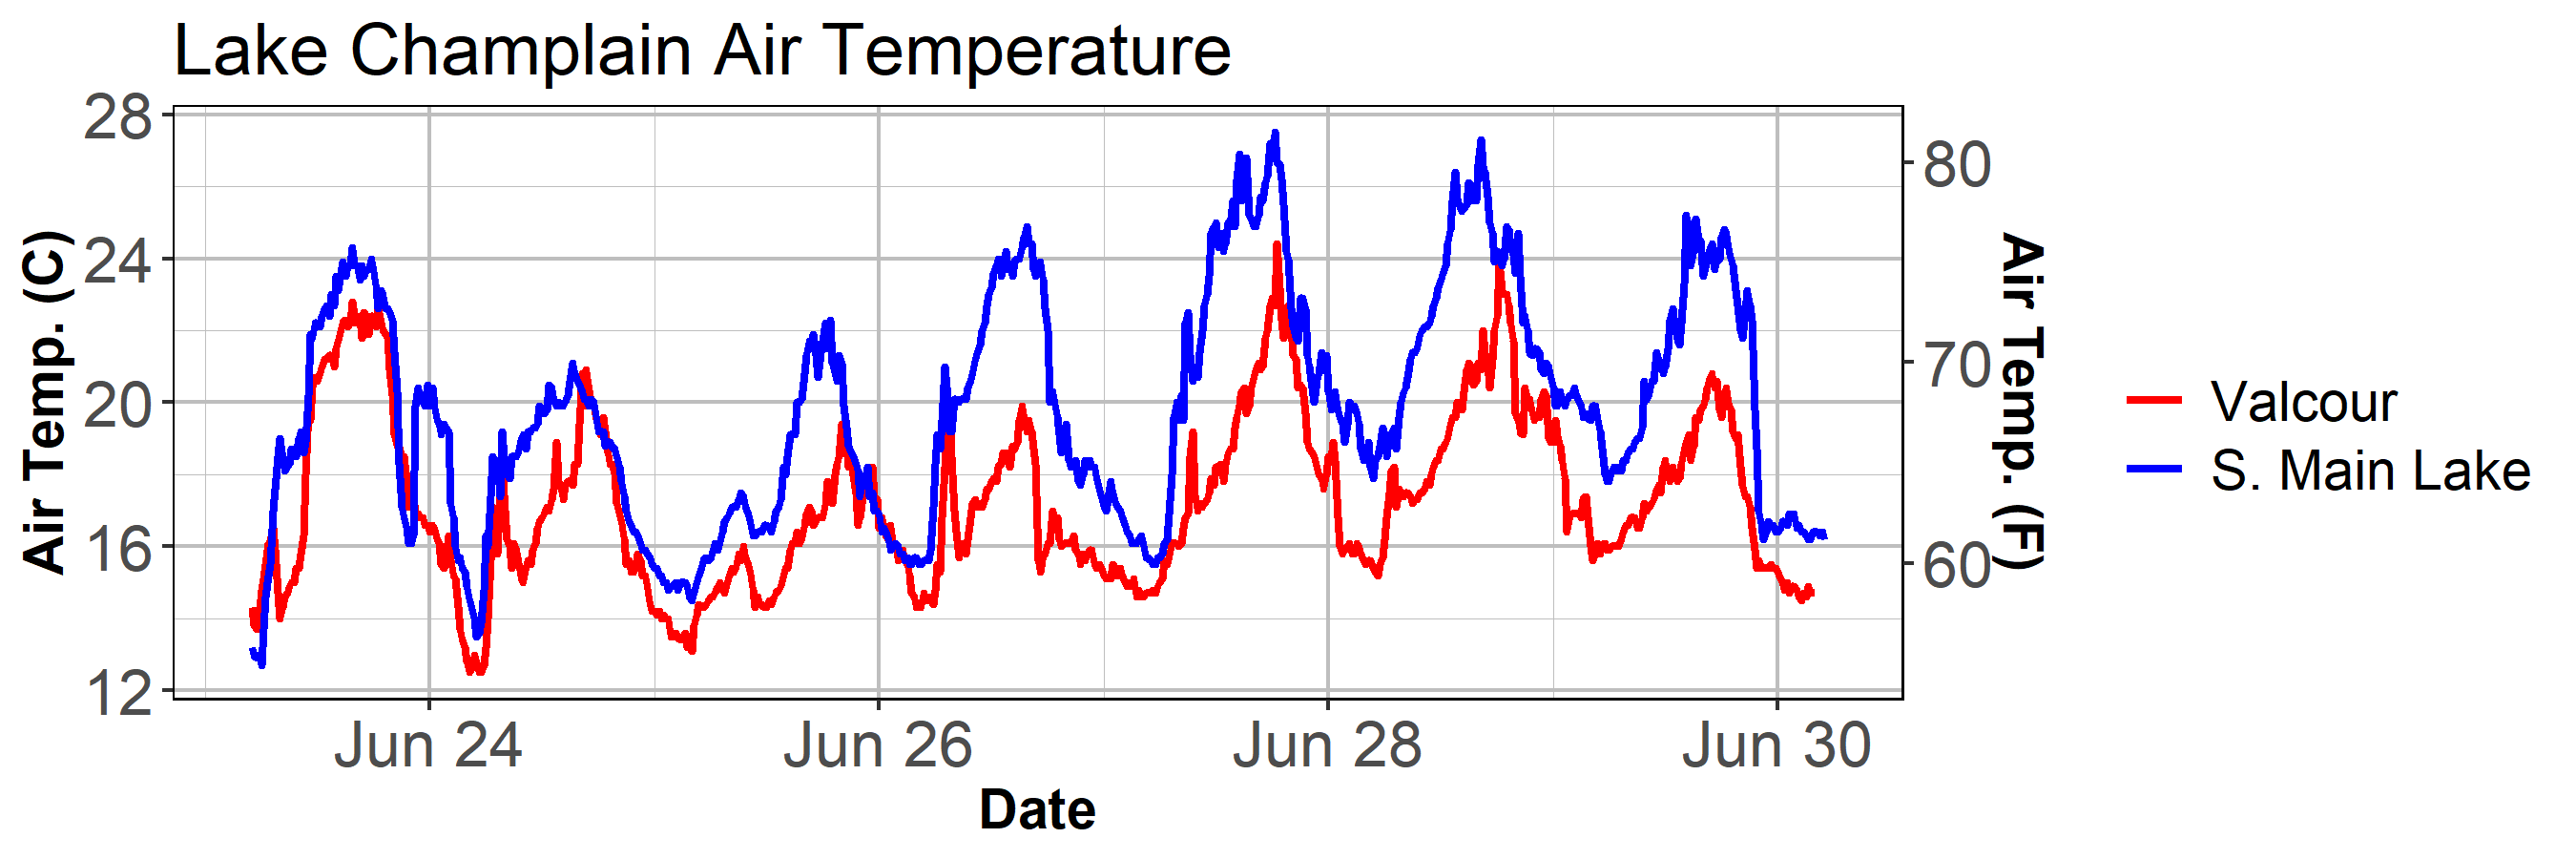 Lake Champlain Air Temperature
28
24
20
16
12
Air Temp. (C)
80
70
60
Air Temp. (F)
Jun 24
Jun 26
Jun 28
Jun 30
Date
Valcour
S. Main Lake